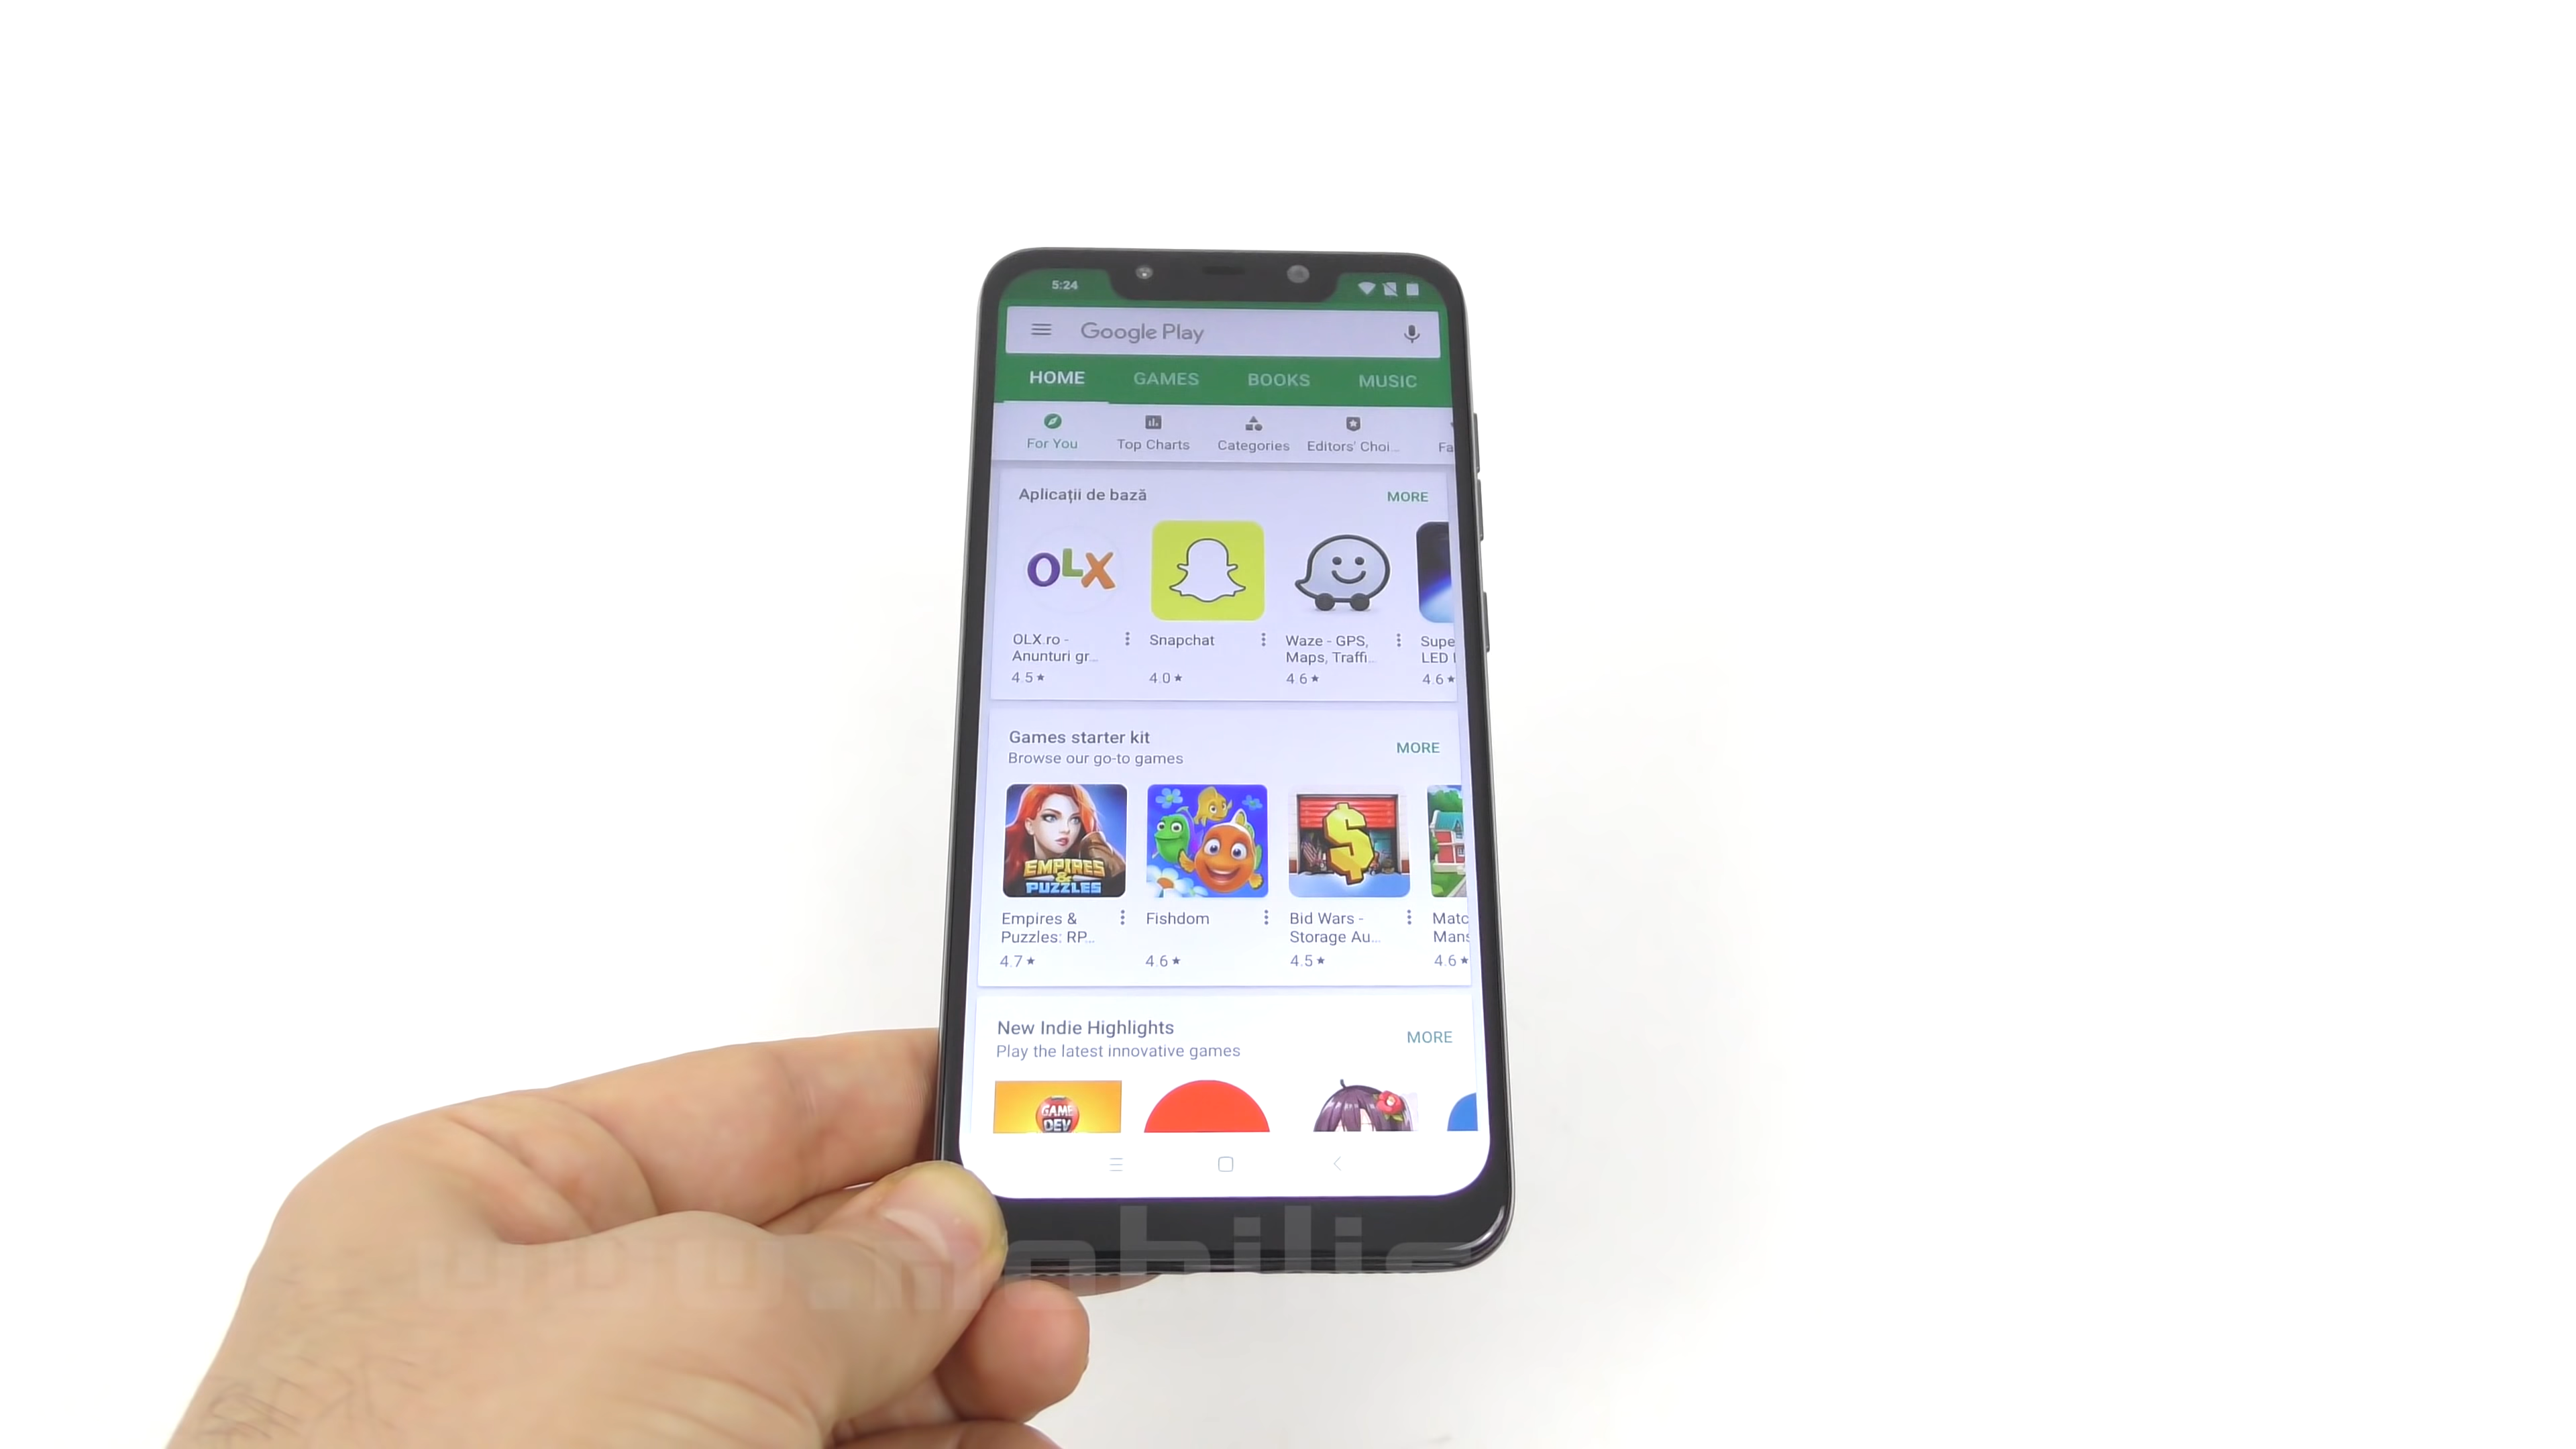 5:24
Google Play
HOME GAMES BOOKS MUSIC
For You Top Charts Categories Editors' Choi... Fa
Aplicații de bază MORE
OLX
OLX.ro - Snapchat Waze - GPS, Supe
Anunturi gr... Maps, Traffi... LED
4.5 ★ 4.0 ★ 4.6 ★ 4.6 ★
Games starter kit MORE
Browse our go-to games
EMPIRES
&
PUZZLES
$
Empires & Fishdom Bid Wars - Matc
Puzzles: RP... Storage Au... Mans
4.7 ★ 4.6 ★ 4.5 ★ 4.6 ★
New Indie Highlights MORE
Play the latest innovative games
GAME
DEV
www.mobilis